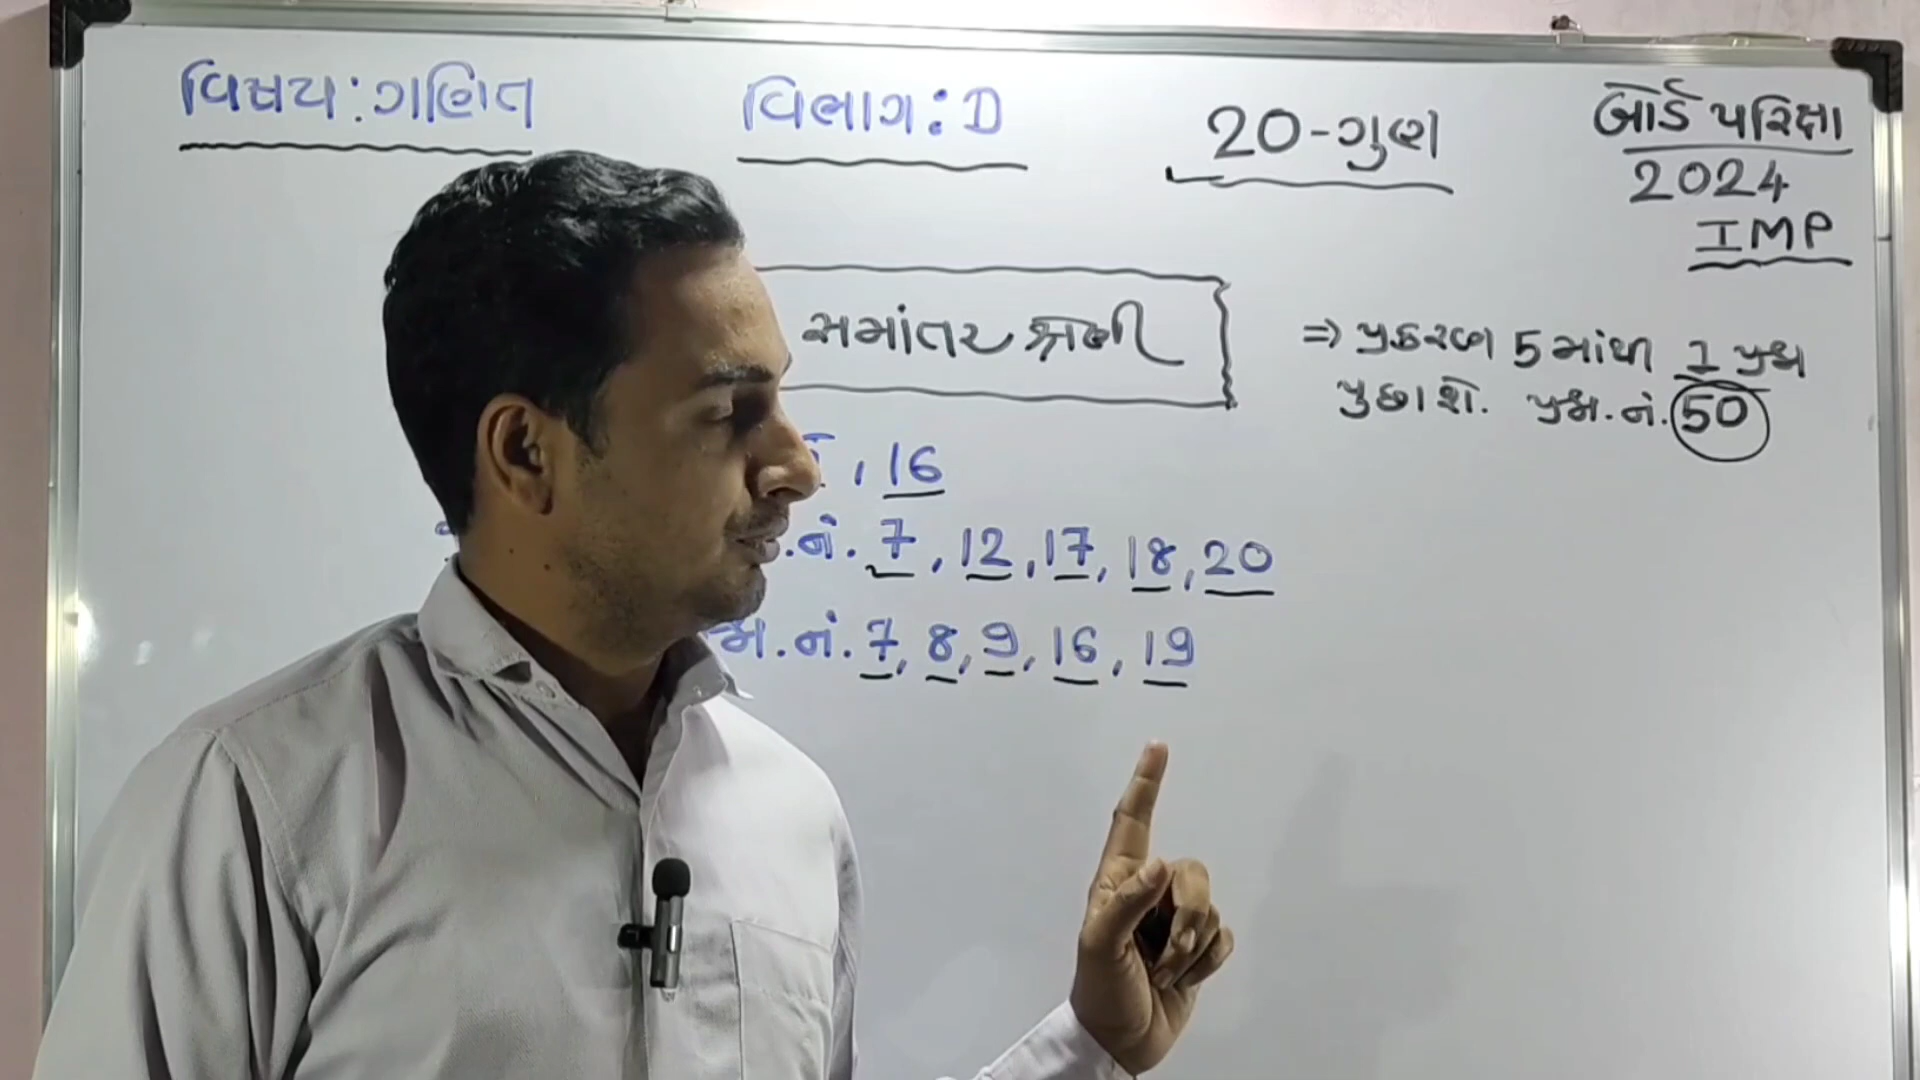 વિષય: ગણિત
વિભાગ: D
20-ગુણ
બોર્ડ પરિક્ષા
2024
IMP
સમાંતર શ્રેણી
⇒ પ્રકરણ 5 માંથી 1 પ્રશ્ન
પુછાશે. પ્રશ્ન.નં. 50
, 16
.નં. 7, 12, 17, 18, 20
.નં. 7, 8, 9, 16, 19